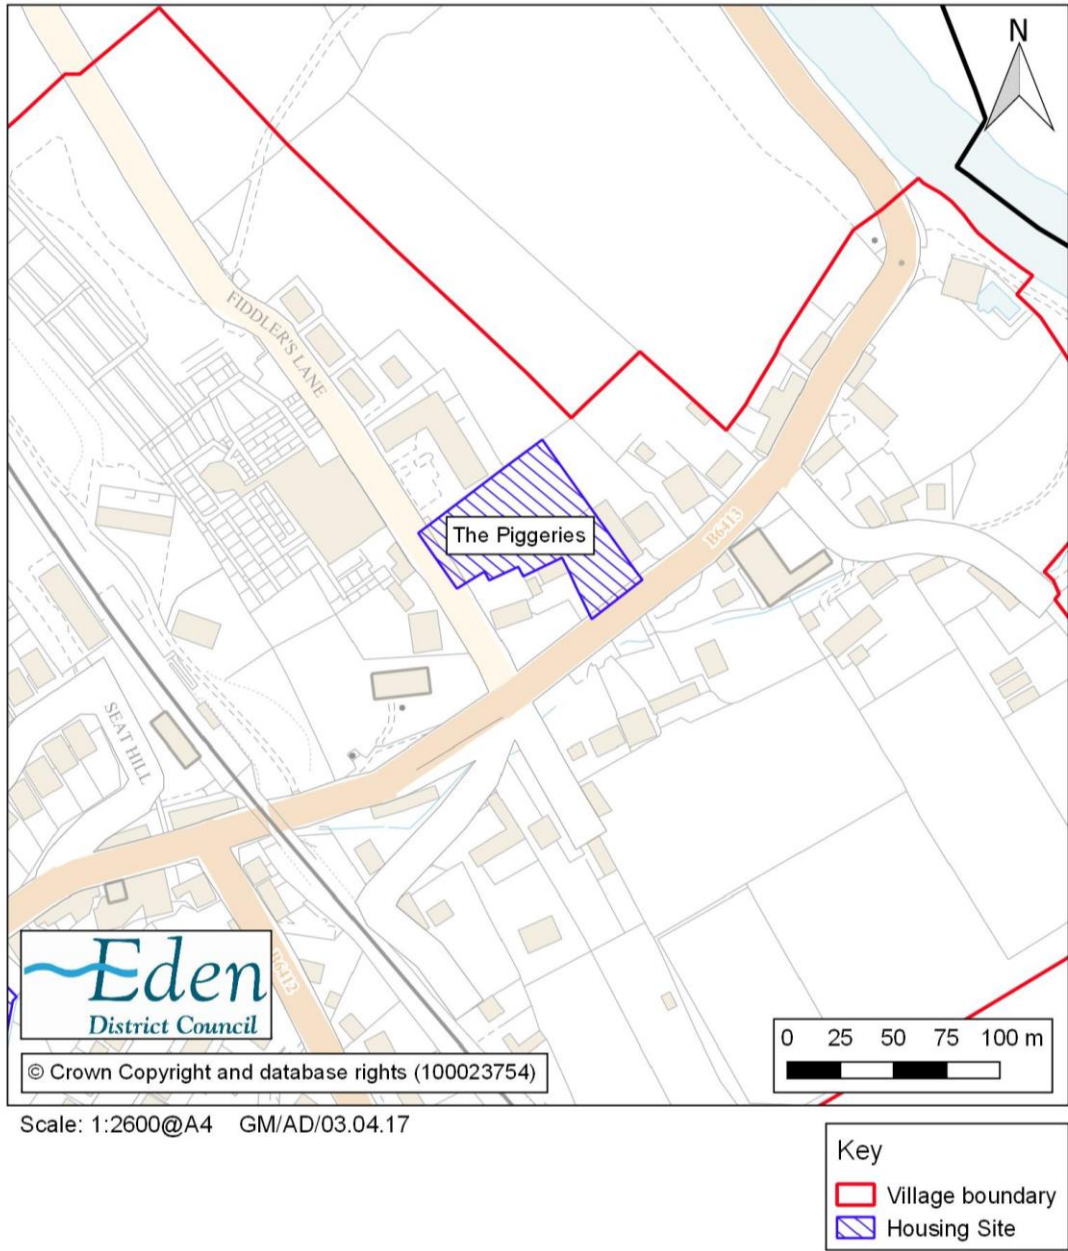 N
FIDDLER'S LANE
The Piggeries
B6413
SEAT HILL
B6412
Eden
District Council
© Crown Copyright and database rights (100023754)
0 25 50 75 100 m
Scale: 1:2600@A4 GM/AD/03.04.17
Key
Village boundary
Housing Site